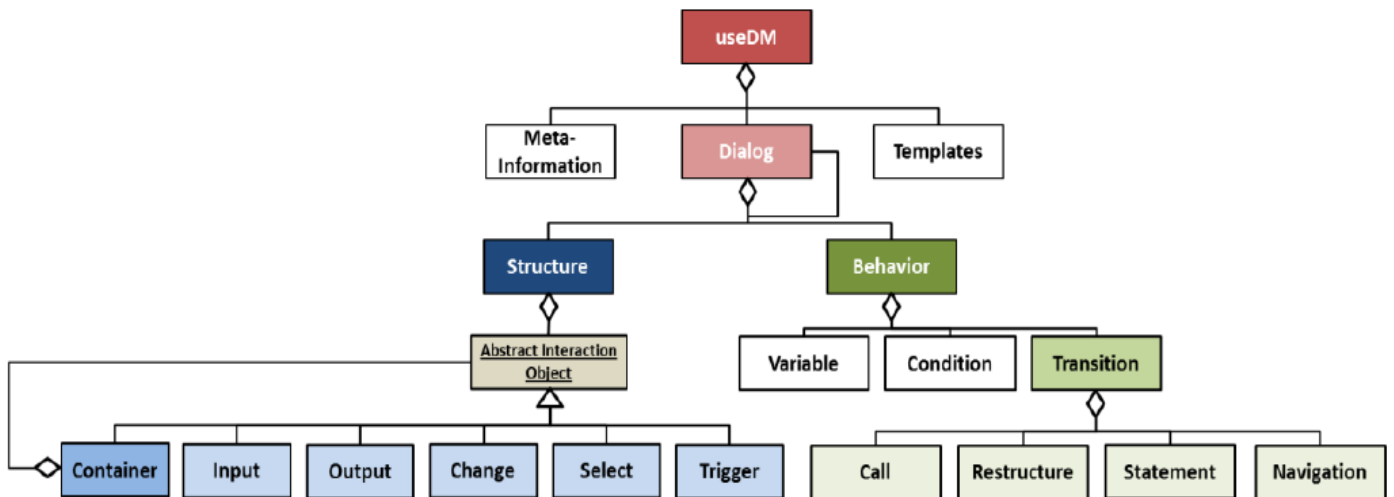 useDM
Meta-
Information
Dialog
Templates
Structure
Behavior
Abstract Interaction
Object
Variable
Condition
Transition
Container
Input
Output
Change
Select
Trigger
Call
Restructure
Statement
Navigation